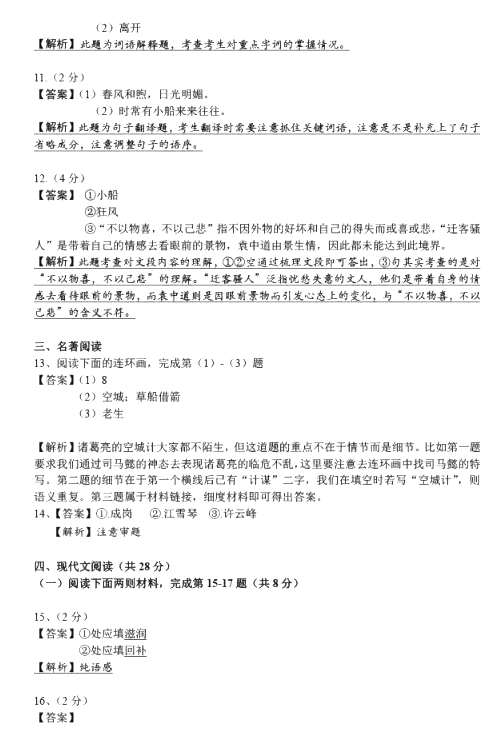 （2）离开
【解析】此题为词语解释题，考查考生对重点字词的掌握情况。
11.（2 分）
【答案】（1）春风和煦，日光明媚。
（2）时常有小船来来往往。
【解析】此题为句子翻译题，考生翻译时需要注意抓住关键词语，注意是不是补充上了句子
省略成分，注意调整句子的语序。
12.（4 分）
【答案】 ①小船
②狂风
③“不以物喜，不以己悲”指不因外物的好坏和自己的得失而或喜或悲，“迁客骚
人”是带着自己的情感去看眼前的景物，袁中道由景生情，因此都未能达到此境界。
【解析】此题考查对文段内容的理解，①②空通过梳理文段即可答出，③句其实考查的是对
“不以物喜，不以己悲”的理解。“迁客骚人”泛指忧愁失意的文人，他们是带着自身的情
感去看待眼前的景物，而袁中道则是因眼前景物而引发心态上的变化，与“不以物喜，不以
己悲”的含义不符。
三、名著阅读
13、阅读下面的连环画，完成第（1）-（3）题
【答案】（1）8
（2）空城；草船借箭
（3）老生
【解析】诸葛亮的空城计大家都不陌生，但这道题的重点不在于情节而是细节。比如第一题
要求我们通过司马懿的神态去表现诸葛亮的临危不乱，这里要注意去连环画中找司马懿的特
写。第二题的细节在于第一个横线后已有“计谋”二字，我们在填空时若写“空城计”，则
语义重复。第三题属于材料链接，细度材料即可得出答案。
14、【答案】①.成岗 ②.江雪琴 ③.许云峰
【解析】注意审题
四、现代文阅读（共 28 分）
（一）阅读下面两则材料，完成第 15-17 题（共 8 分）
15、（2 分）
【答案】①处应填滋润
②处应填回补
【解析】纯语感
16、（2 分）
【答案】